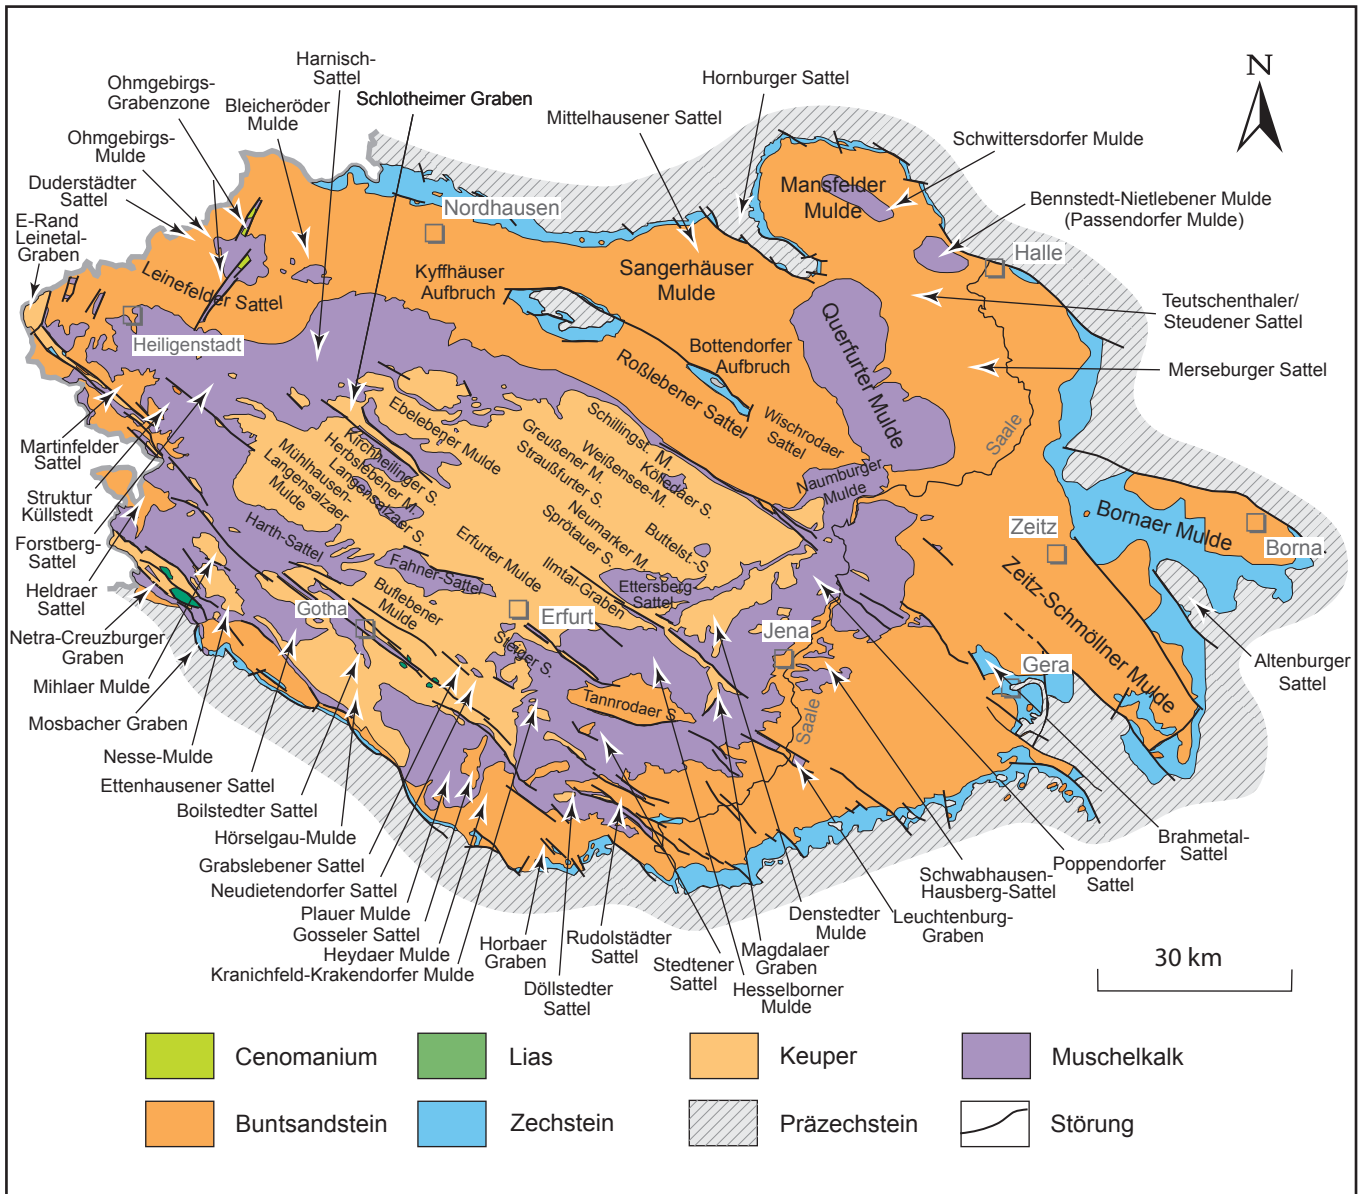 Harnisch-
Sattel
Ohmgebirgs-
Grabenzone
Bleicheröder
Mulde
Schlotheimer Graben
Hornburger Sattel
Mittelhausener Sattel
N
Ohmgebirgs-
Mulde
Duderstädter
Sattel
E-Rand
Leinetal-
Graben
Schwittersdorfer Mulde
Mansfelder
Mulde
Bennstedt-Nietlebener Mulde
(Passendorfer Mulde)
Nordhausen
Halle
Leinefelder Sattel
Kyffhäuser
Aufbruch
Sangerhäuser
Mulde
Teutschenthaler/
Steudener Sattel
Heiligenstadt
Querfurter Mulde
Bottendorfer
Aufbruch
Merseburger Sattel
Roßlebener Sattel
Wischrodaer
Sattel
Saale
Naumburger
Mulde
Ebelebener Mulde
Schillingst. M.
Greußener M.
Weißensee-M.
Kölledaer S.
Straußfurter S.
Kirchheilinger S.
Herbslebener M.
Langensalzaer S.
Mühlhausen-
Langensalzaer
Mulde
Neumarker M.
Sprötauer S.
Buttelst.-S.
Martinfelder
Sattel
Struktur
Küllstedt
Forstberg-
Sattel
Heldraer
Sattel
Netra-Creuzburger
Graben
Mihlaer Mulde
Mosbacher Graben
Nesse-Mulde
Ettenhausener Sattel
Boilstedter Sattel
Hörselgau-Mulde
Grabslebener Sattel
Neudietendorfer Sattel
Plauer Mulde
Gosseler Sattel
Heydaer Mulde
Kranichfeld-Krakendorfer Mulde
Harth-Sattel
Fahner-Sattel
Erfurter Mulde
Ilmtal-Graben
Ettersberg-
Sattel
Gotha
Buflebener
Mulde
Erfurt
Steiger S.
Tannrodaer S.
Jena
Saale
Zeitz
Bornaer Mulde
Borna
Zeitz-Schmöllner Mulde
Gera
Altenburger
Sattel
Brahmetal-
Sattel
Poppendorfer
Sattel
Schwabhausen-
Hausberg-Sattel
Leuchtenburg-
Graben
Denstedter
Mulde
Magdalaer
Graben
Hesselborner
Mulde
Stedtener
Sattel
Rudolstädter
Sattel
Döllstedter
Sattel
Horbaer
Graben
30 km
Cenomanium
Lias
Keuper
Muschelkalk
Buntsandstein
Zechstein
Präzechstein
Störung